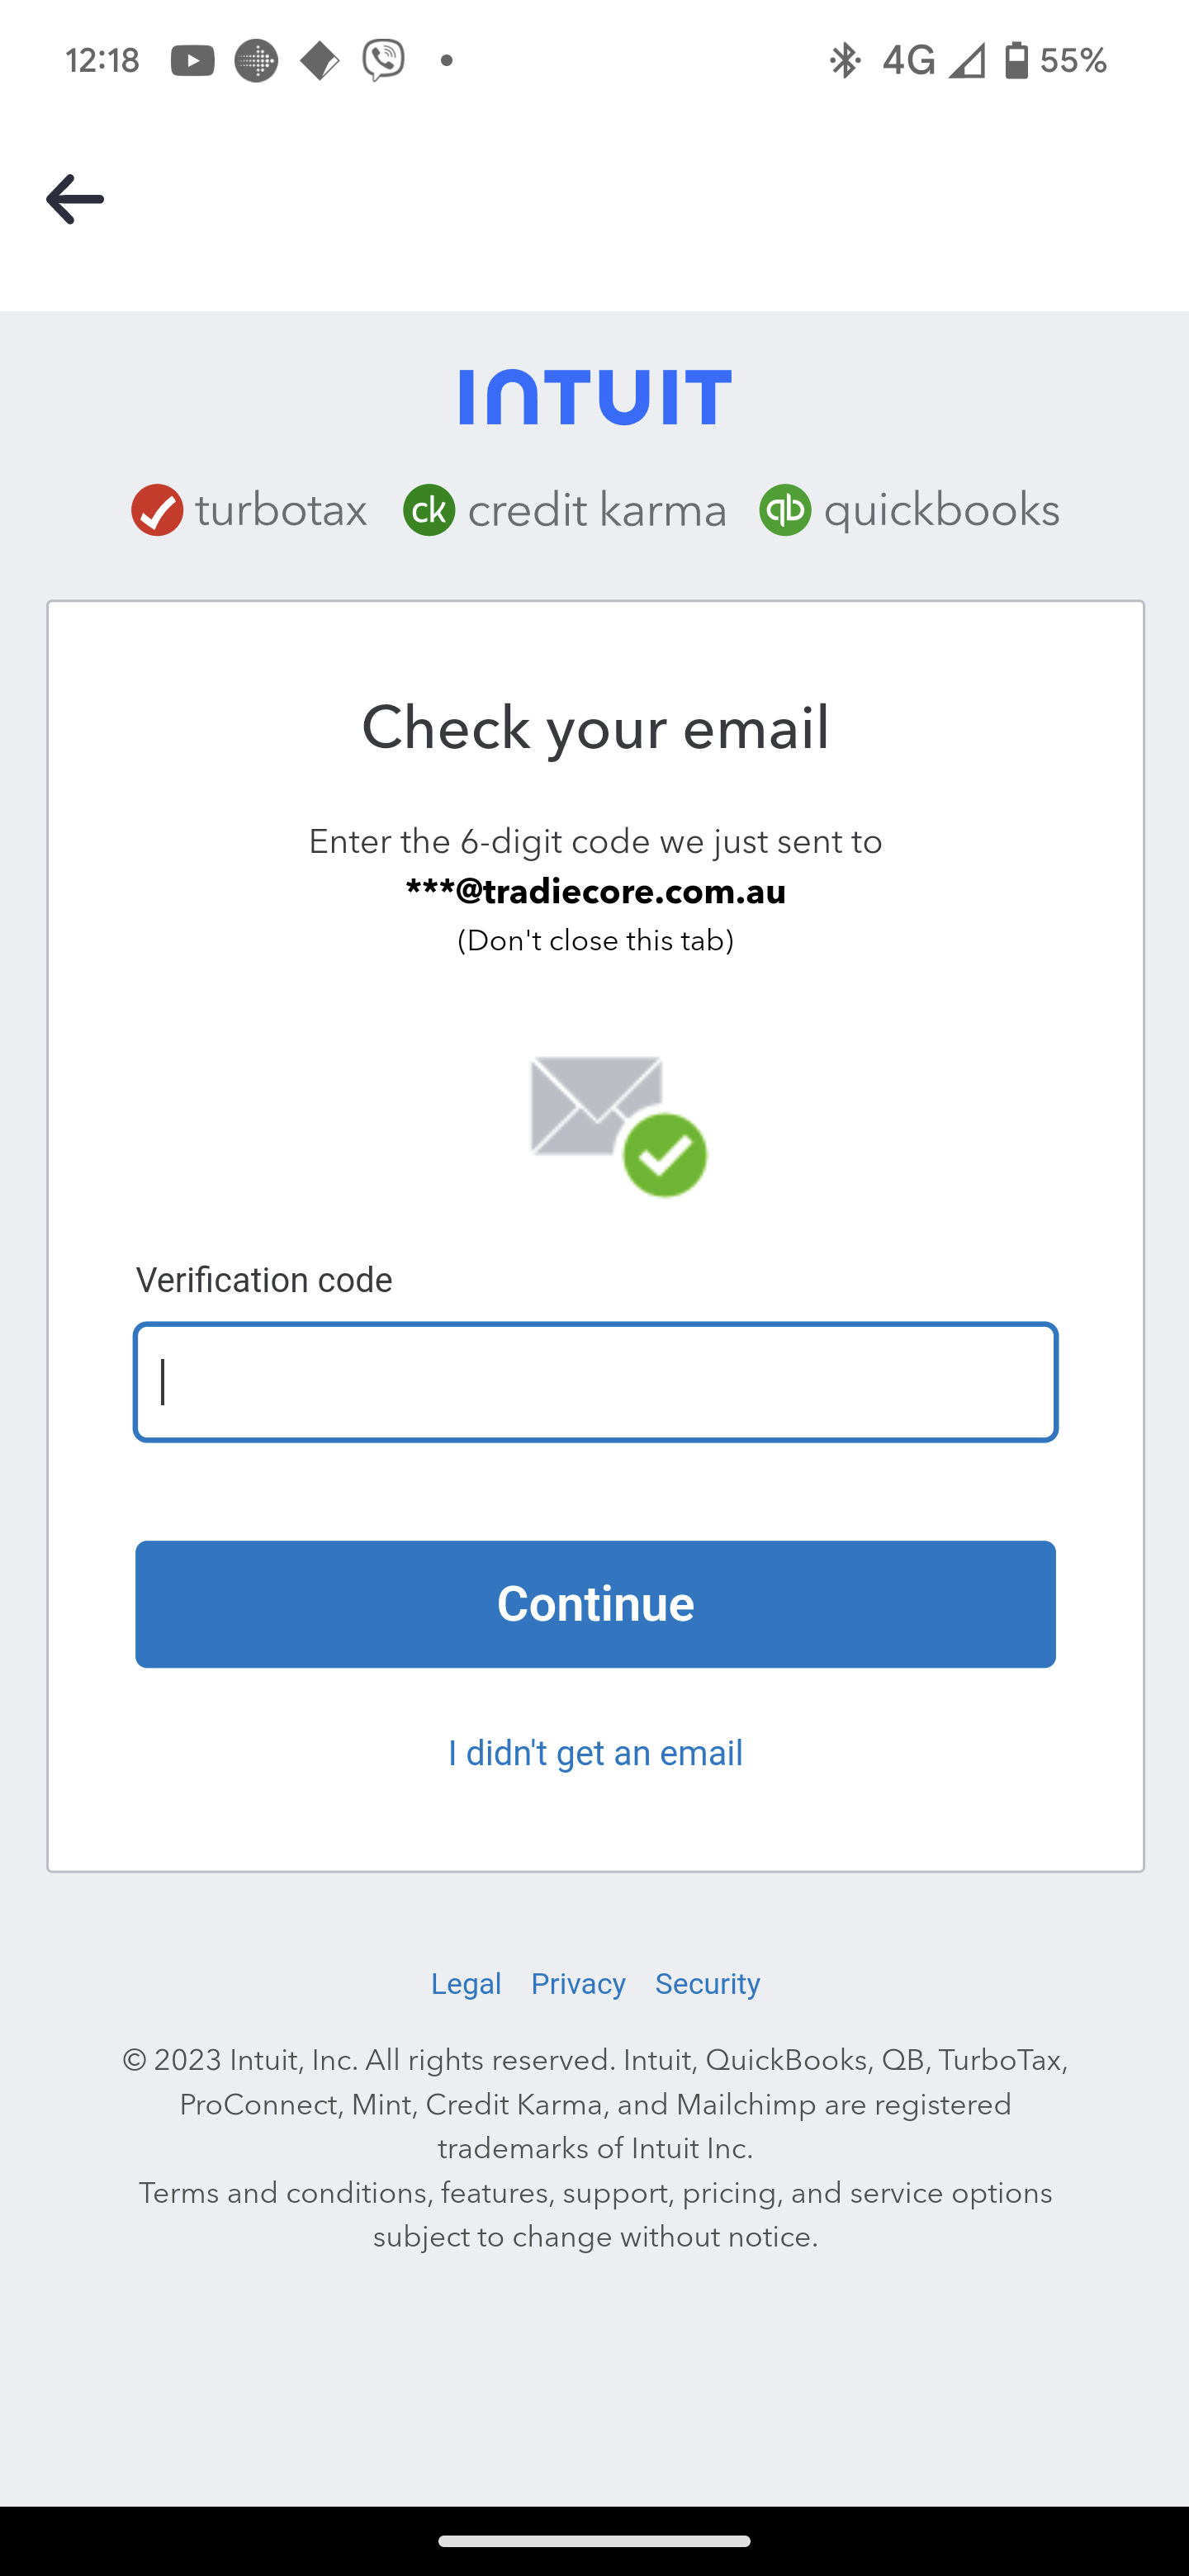 12:18 4G 55%
INTUIT
turbotax ck credit karma qb quickbooks
Check your email
Enter the 6-digit code we just sent to
***@tradiecore.com.au
(Don't close this tab)
Verification code
Continue
I didn't get an email
Legal Privacy Security
© 2023 Intuit, Inc. All rights reserved. Intuit, QuickBooks, QB, TurboTax,
ProConnect, Mint, Credit Karma, and Mailchimp are registered
trademarks of Intuit Inc.
Terms and conditions, features, support, pricing, and service options
subject to change without notice.